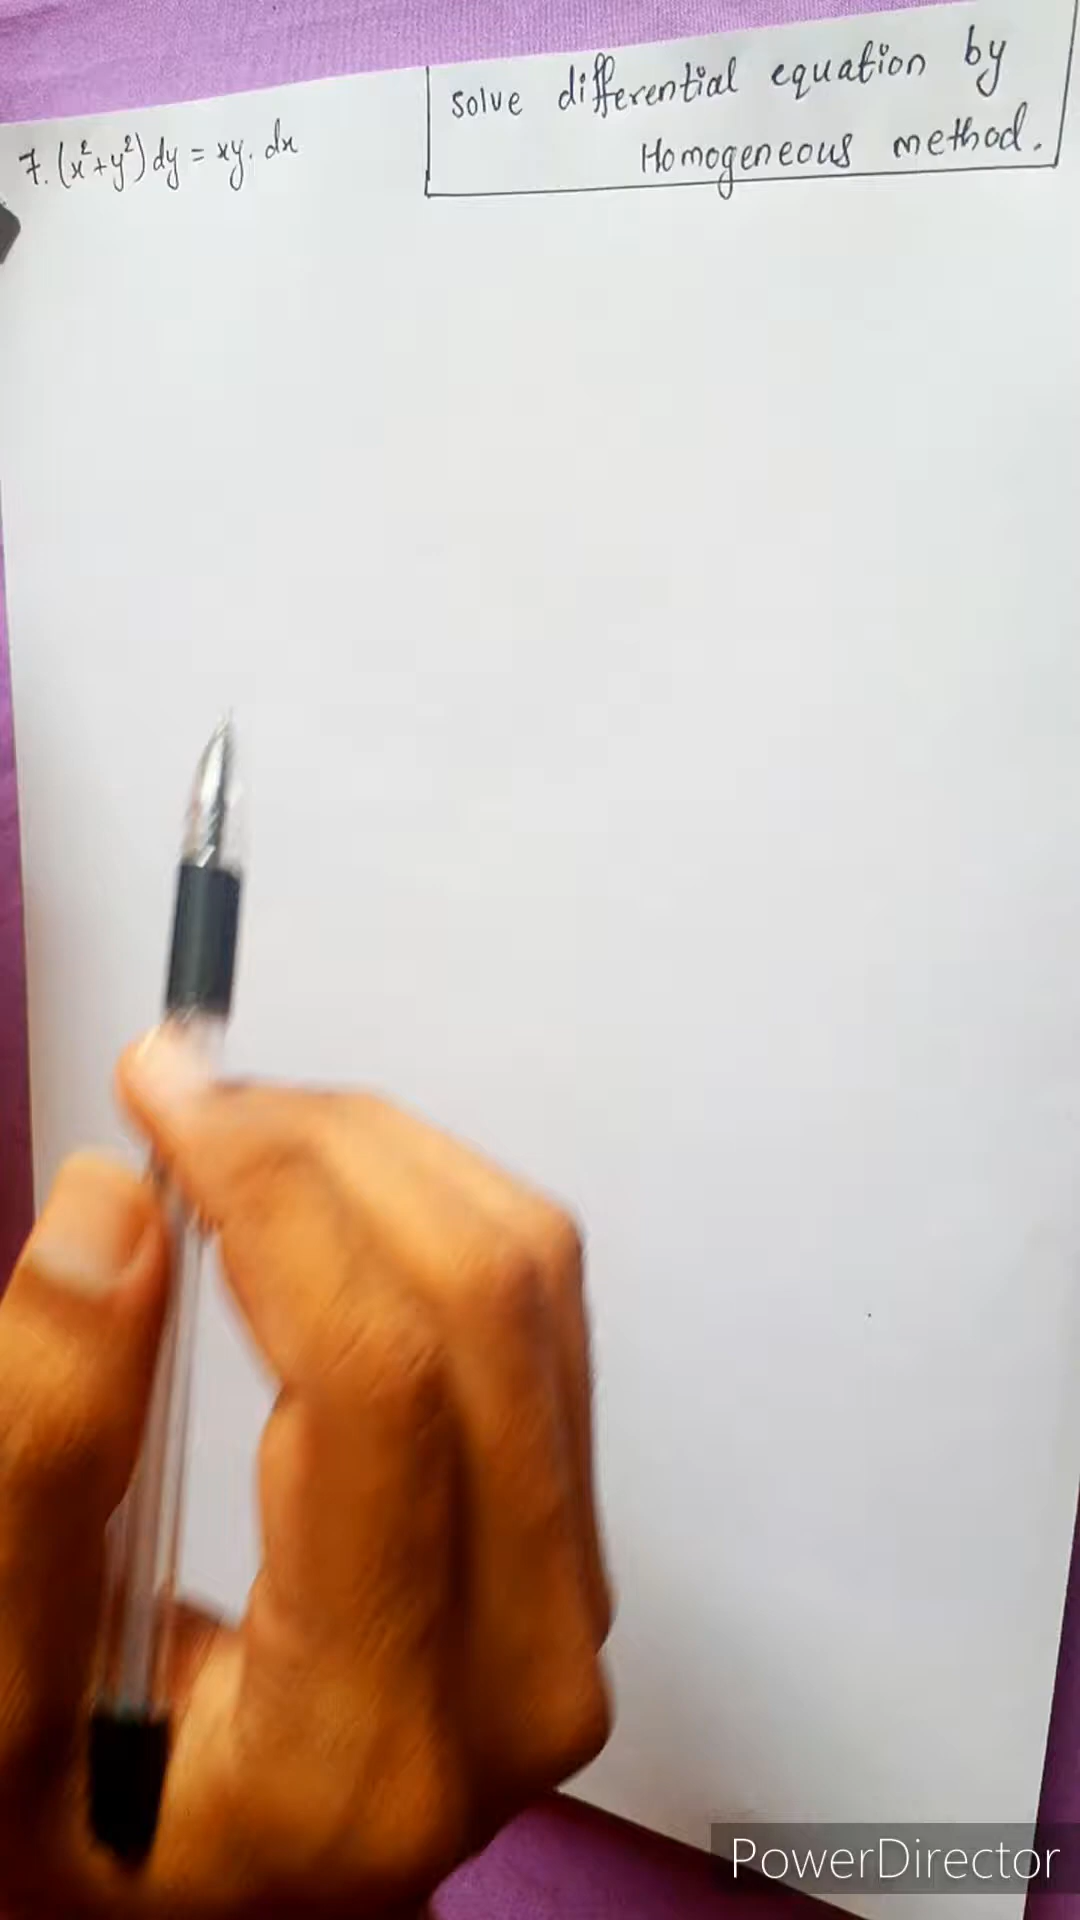 solve differential equation by
Homogeneous method.
7. (x²+y²) dy = xy. dx
PowerDirector